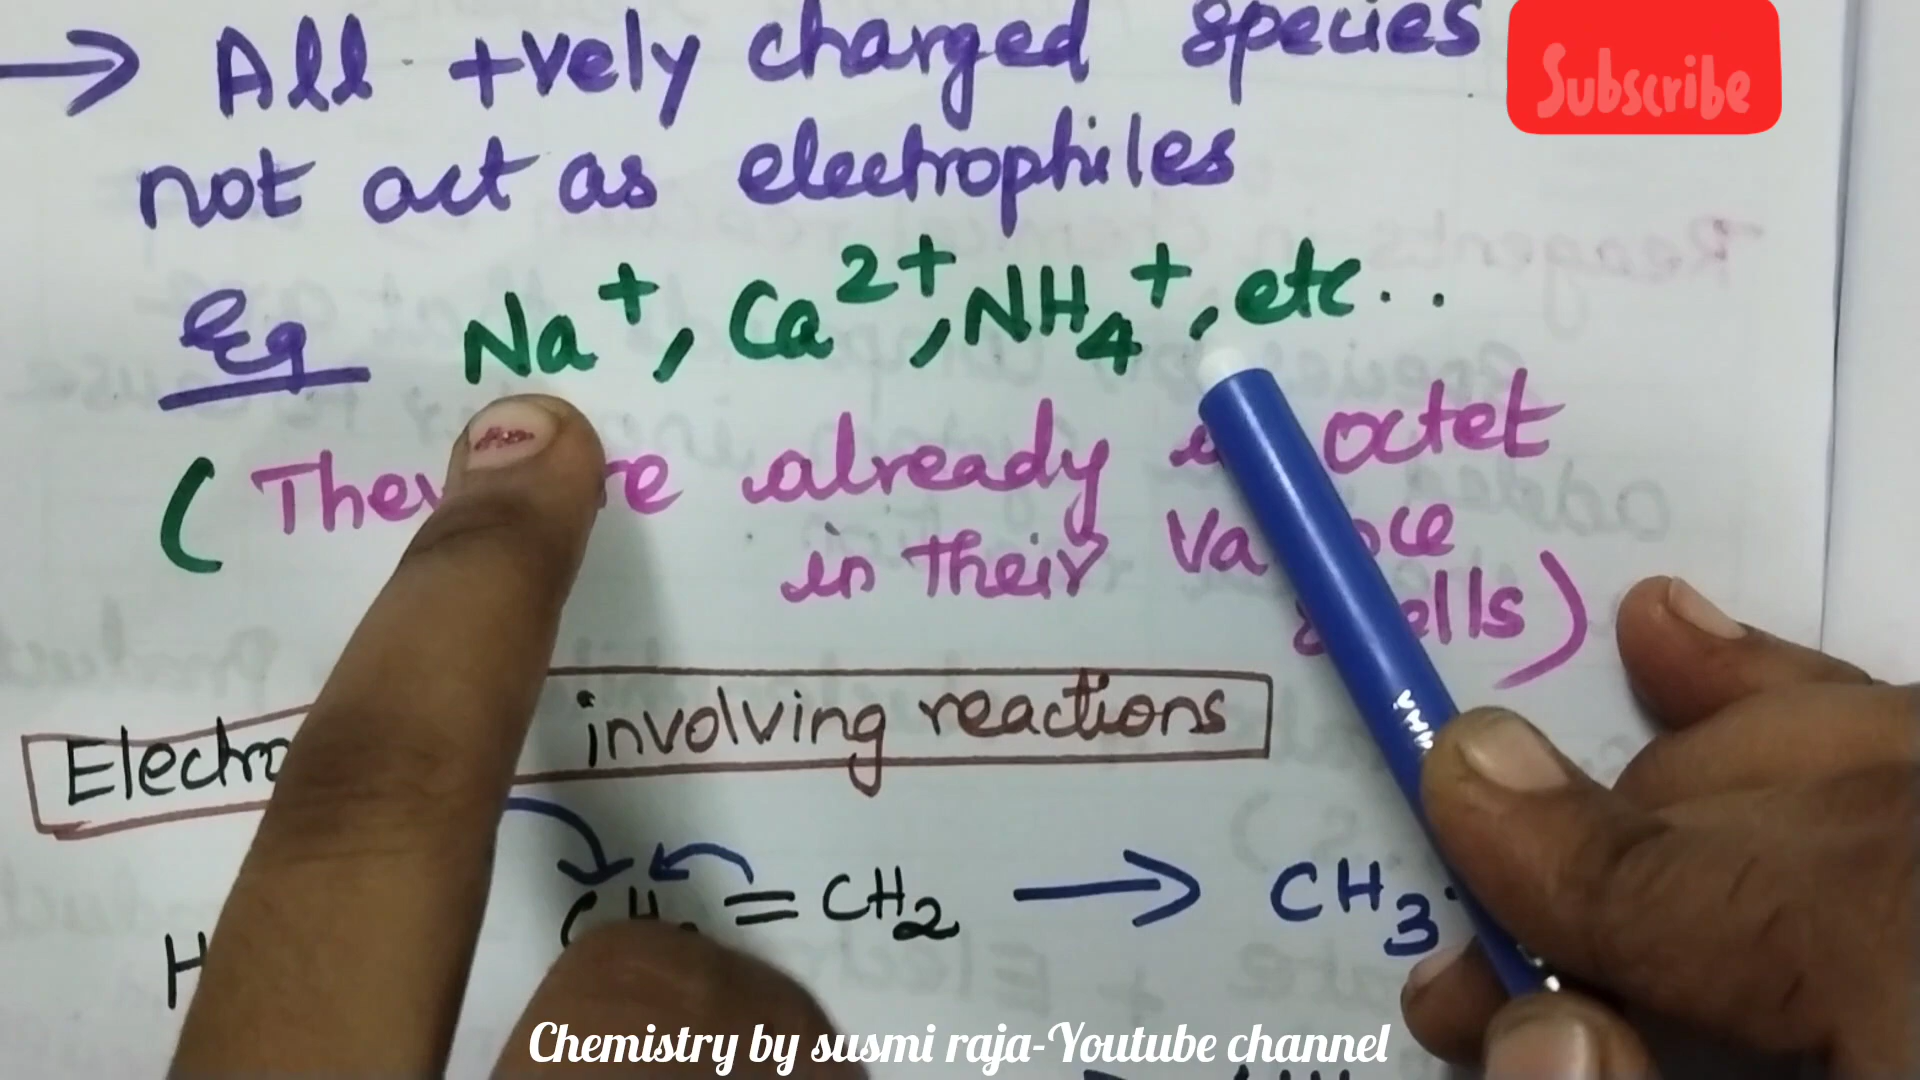 → All +vely charged species
Subscribe
not act as electrophiles
Eg Na⁺, Ca²⁺, NH₄⁺, etc..
( They already octet
in their
shells)
involving reactions
= CH₂ → CH₃
Chemistry by susmi raja-Youtube channel